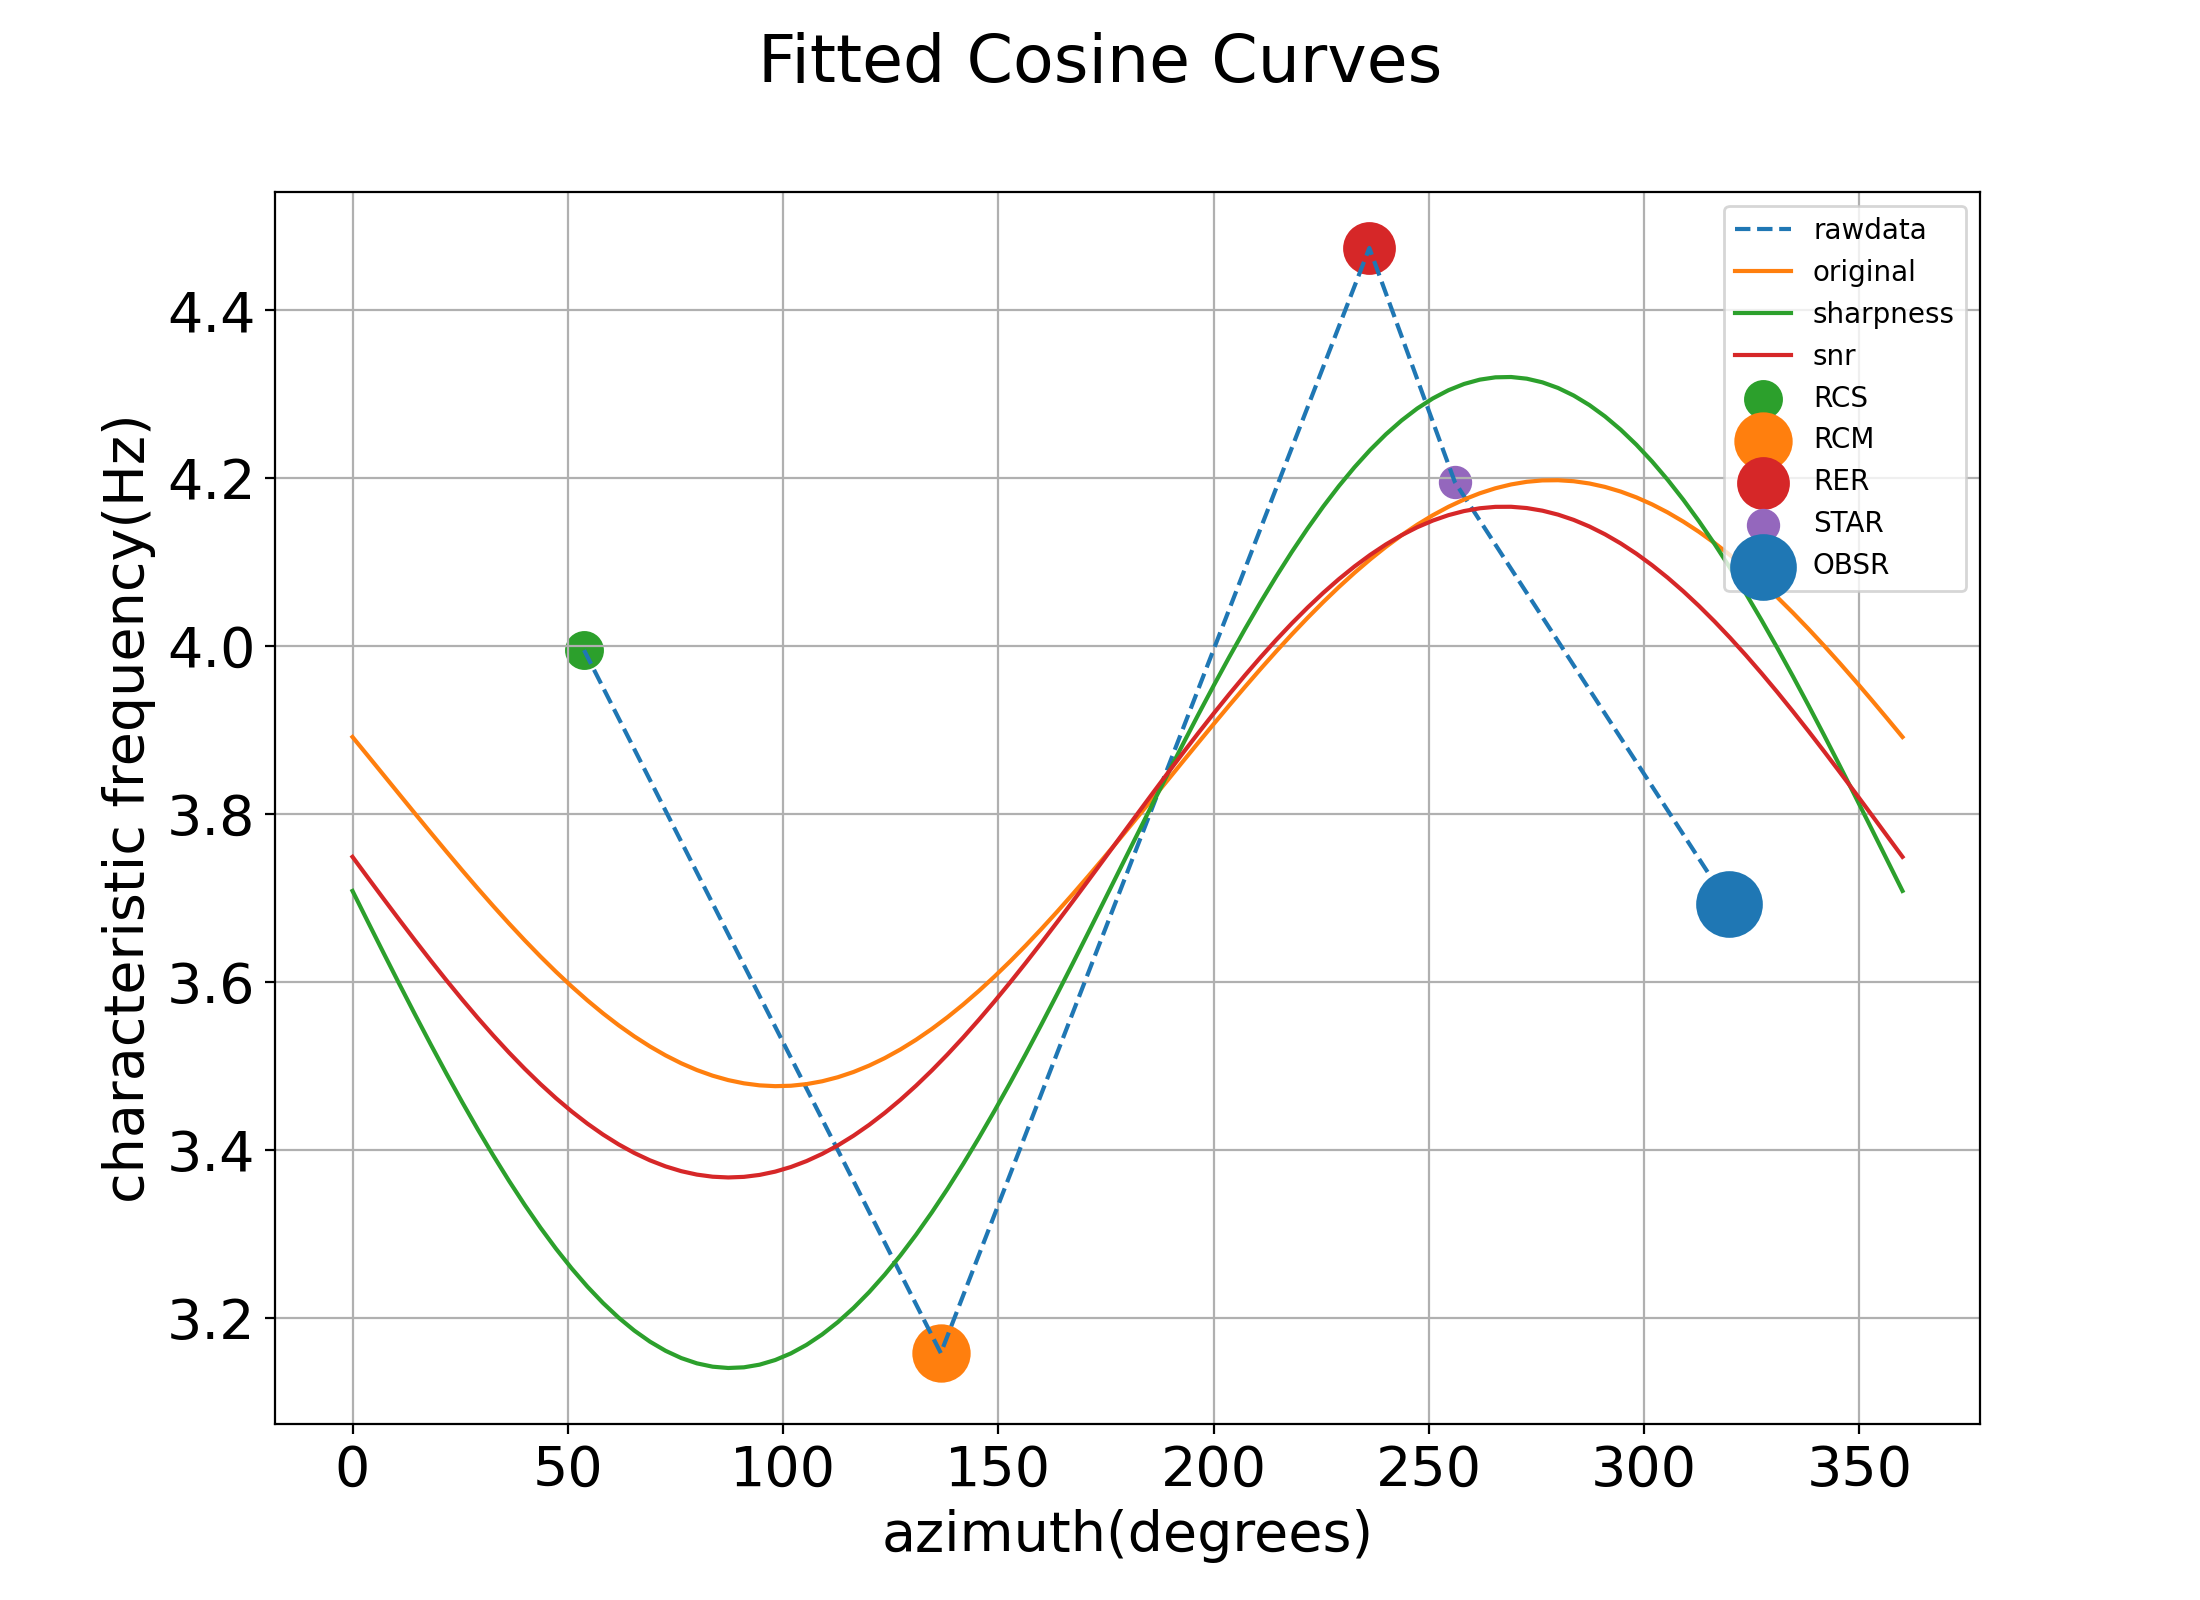 Fitted Cosine Curves
rawdata
original
sharpness
snr
RCS
RCM
RER
STAR
OBSR
4.4
4.2
4.0
3.8
3.6
3.4
3.2
characteristic frequency(Hz)
0 50 100 150 200 250 300 350
azimuth(degrees)